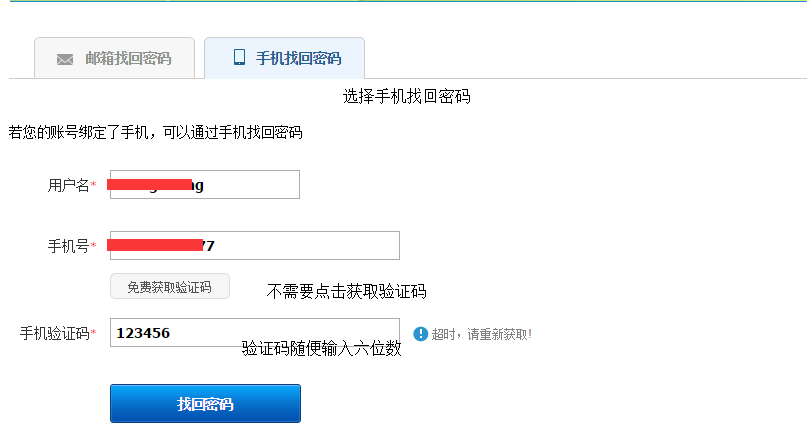 邮箱找回密码 手机找回密码
选择手机找回密码
若您的账号绑定了手机，可以通过手机找回密码
用户名*
手机号* 77
免费获取验证码 不需要点击获取验证码
手机验证码* 123456 超时，请重新获取!
验证码随便输入六位数
找回密码